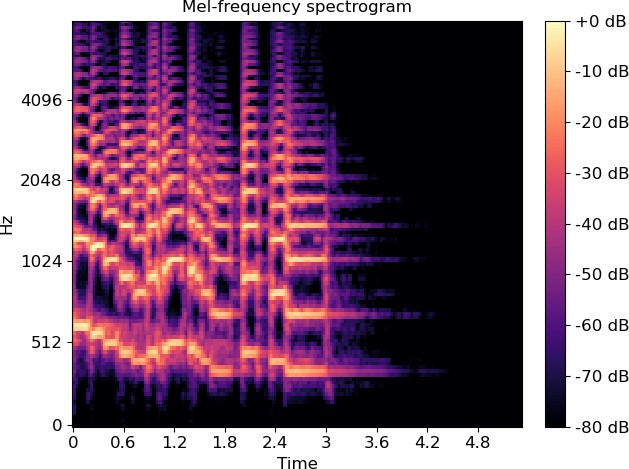 Mel-frequency spectrogram
+0 dB
4096
-10 dB
-20 dB
2048
-30 dB
Hz
1024
-40 dB
-50 dB
512
-60 dB
-70 dB
0
-80 dB
0 0.6 1.2 1.8 2.4 3 3.6 4.2 4.8
Time